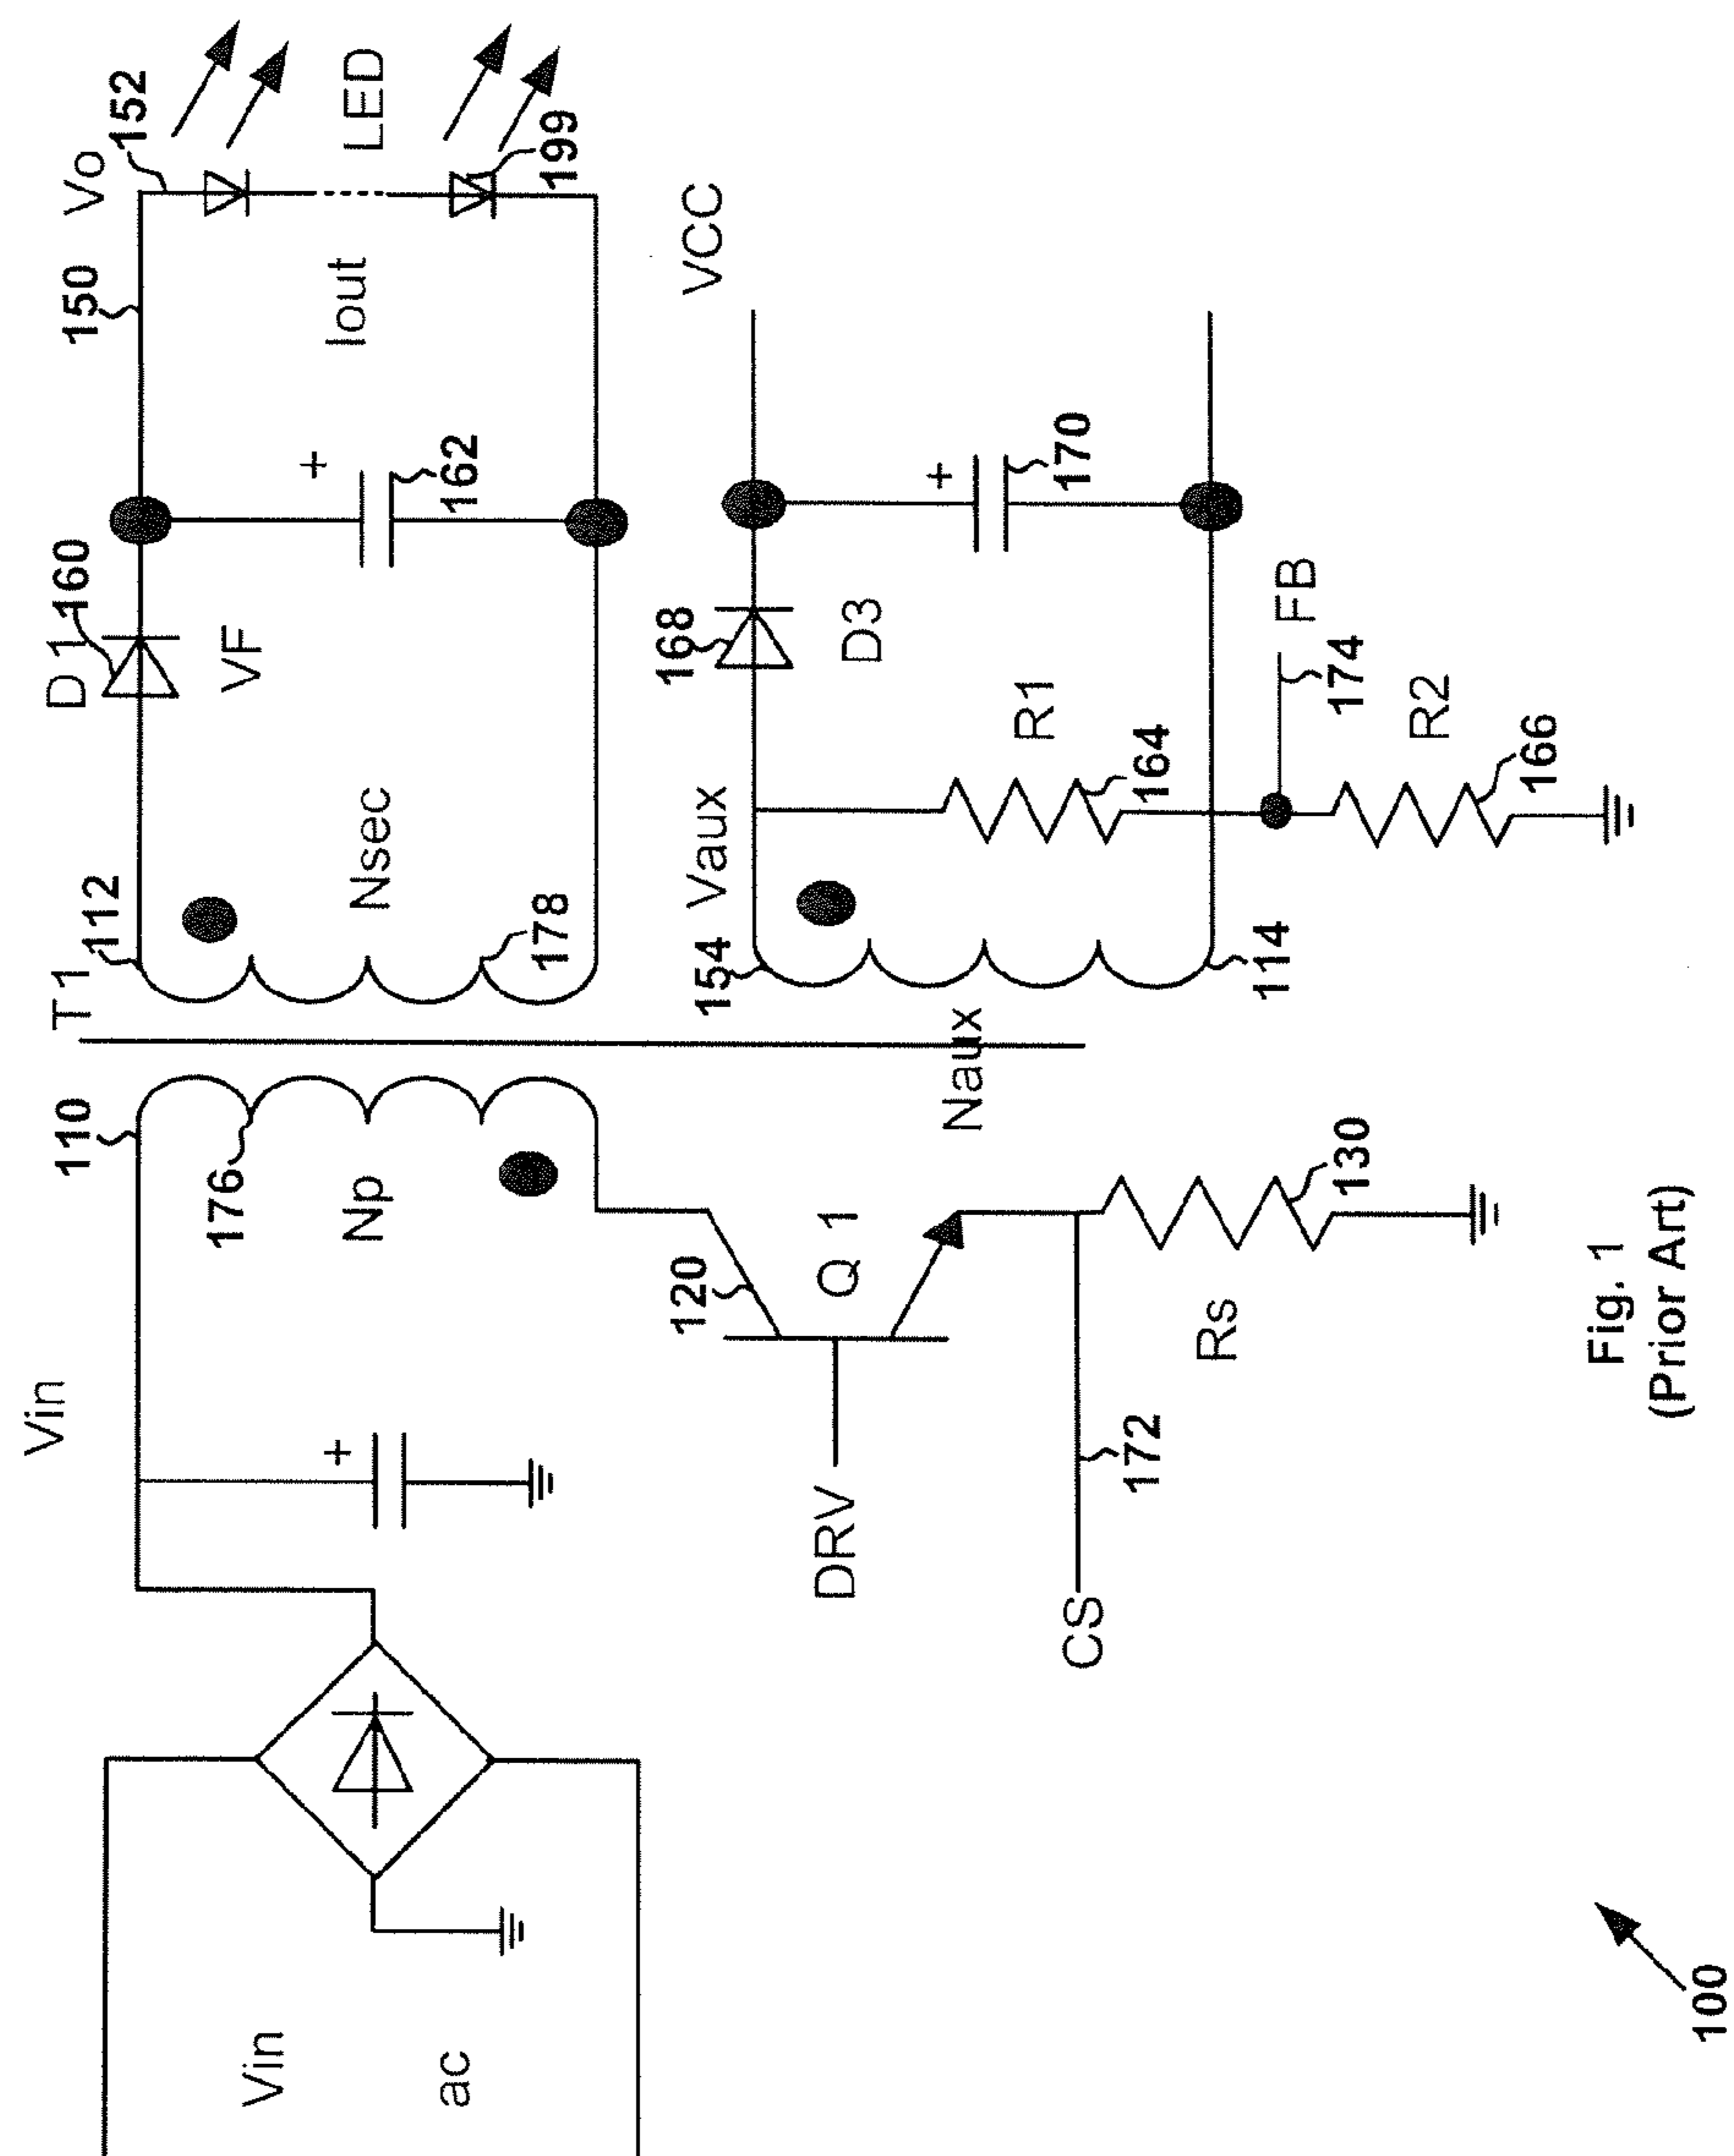 Vin
ac
Vin
+
110
176
Np
T 1
112
Nsec
178
D 1
160
VF
+
162
150
Iout
Vo
152
LED
199
DRV
120
Q 1
CS
172
Rs
130
Naux
154
Vaux
114
R1
164
168
D3
+
170
VCC
FB
174
R2
166
100
Fig. 1
(Prior Art)